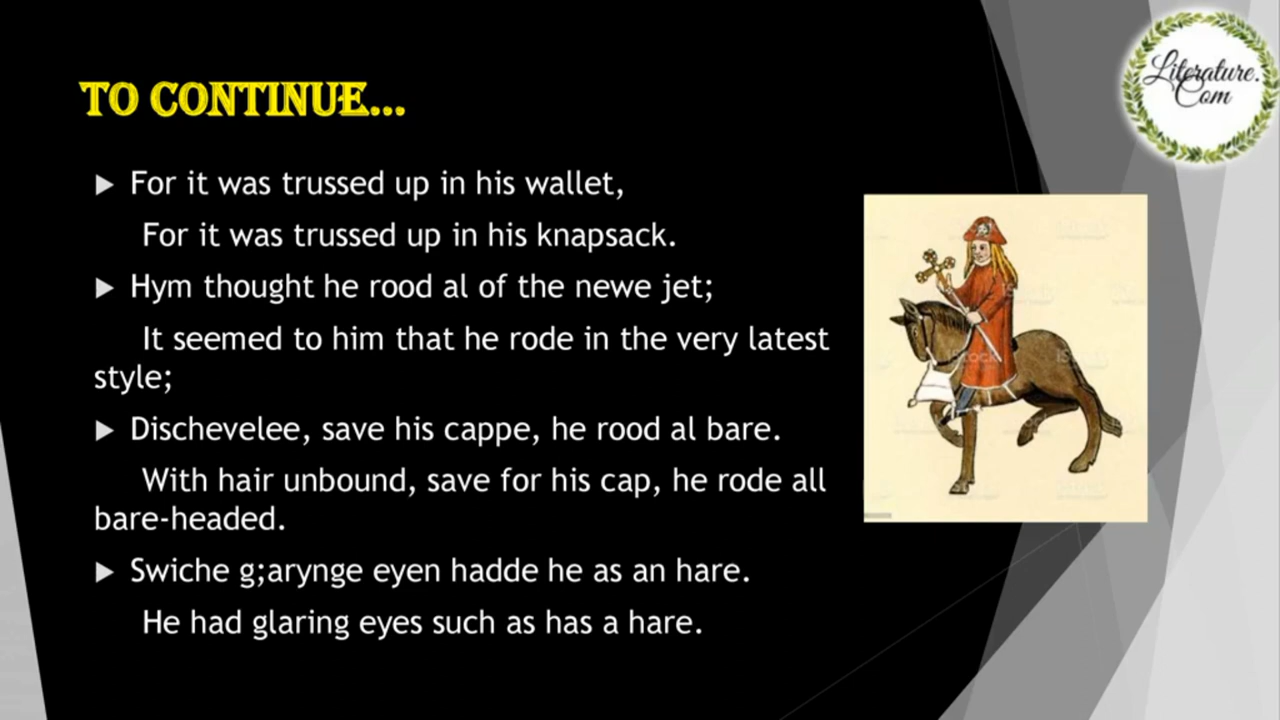 Literature.
Com
TO CONTINUE...
For it was trussed up in his wallet,
For it was trussed up in his knapsack.
Hym thought he rood al of the newe jet;
It seemed to him that he rode in the very latest
style;
Dischevelee, save his cappe, he rood al bare.
With hair unbound, save for his cap, he rode all
bare-headed.
Swiche g;arynge eyen hadde he as an hare.
He had glaring eyes such as has a hare.
iStock